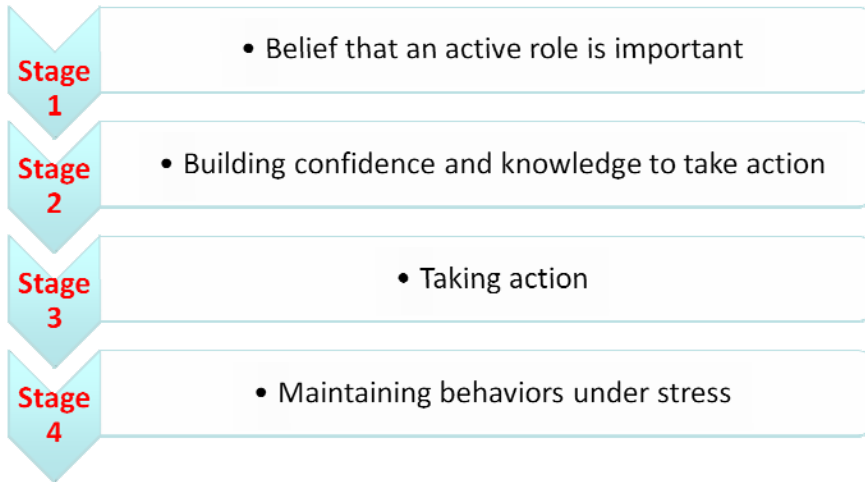 Stage
1
• Belief that an active role is important
Stage
2
• Building confidence and knowledge to take action
Stage
3
• Taking action
Stage
4
• Maintaining behaviors under stress